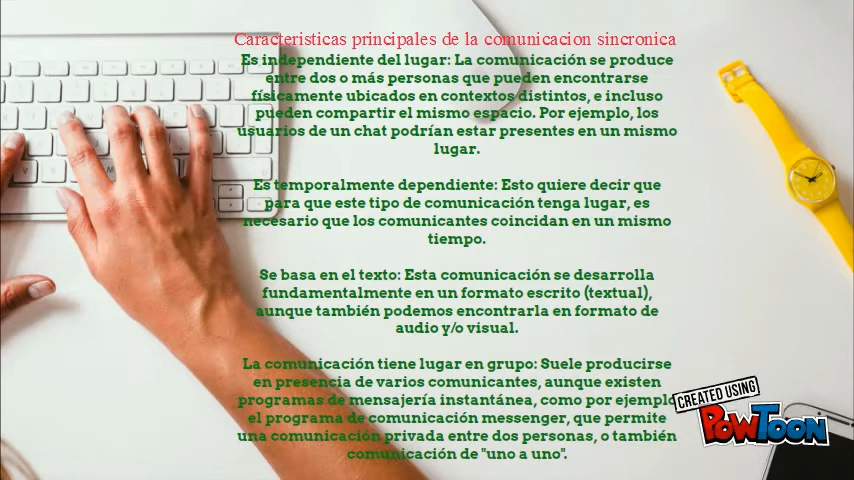 Caracteristicas principales de la comunicacion sincronica
Es independiente del lugar: La comunicación se produce
entre dos o más personas que pueden encontrarse
físicamente ubicados en contextos distintos, e incluso
pueden compartir el mismo espacio. Por ejemplo, los
usuarios de un chat podrían estar presentes en un mismo
lugar.
Es temporalmente dependiente: Esto quiere decir que
para que este tipo de comunicación tenga lugar, es
necesario que los comunicantes coincidan en un mismo
tiempo.
Se basa en el texto: Esta comunicación se desarrolla
fundamentalmente en un formato escrito (textual),
aunque también podemos encontrarla en formato de
audio y/o visual.
La comunicación tiene lugar en grupo: Suele producirse
en presencia de varios comunicantes, aunque existen
programas de mensajería instantánea, como por ejemplo
el programa de comunicación messenger, que permite
una comunicación privada entre dos personas, o también
comunicación de "uno a uno".
CREATED USING
POWTOON